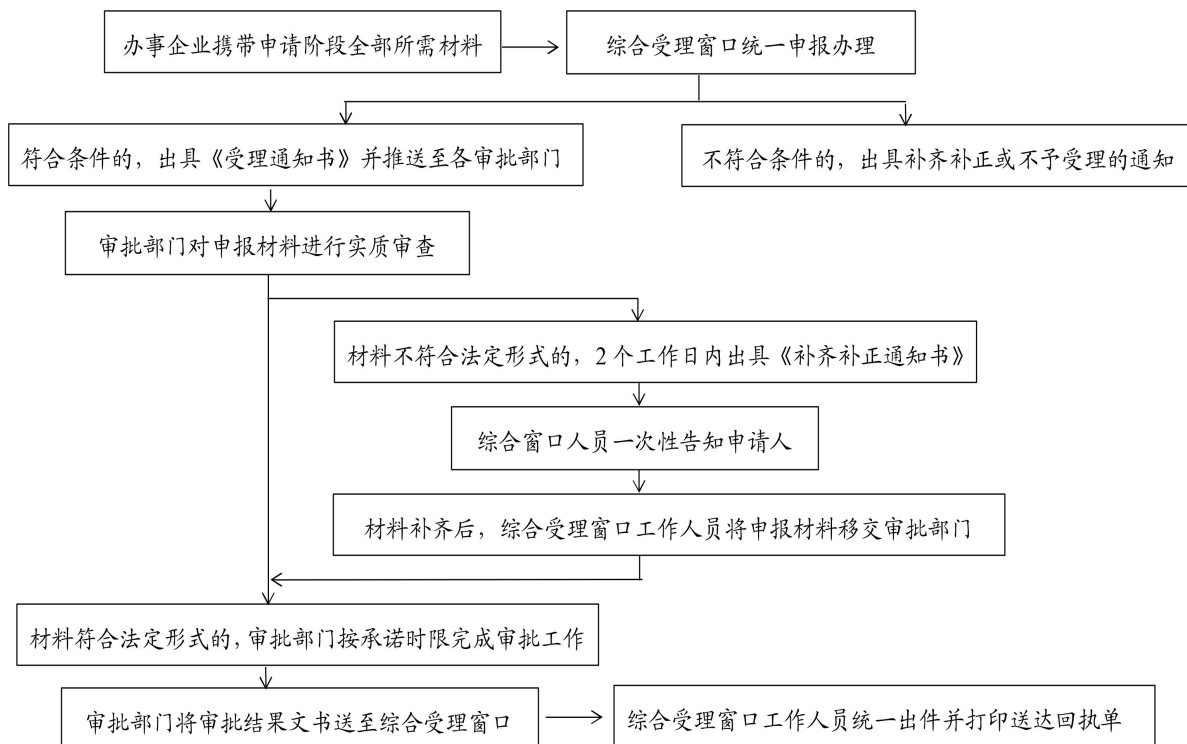 办事企业携带申请阶段全部所需材料
综合受理窗口统一申报办理
符合条件的，出具《受理通知书》并推送至各审批部门
不符合条件的，出具补齐补正或不予受理的通知
审批部门对申报材料进行实质审查
材料不符合法定形式的，2个工作日内出具《补齐补正通知书》
综合窗口人员一次性告知申请人
材料补齐后，综合受理窗口工作人员将申报材料移交审批部门
材料符合法定形式的，审批部门按承诺时限完成审批工作
审批部门将审批结果文书送至综合受理窗口
综合受理窗口工作人员统一出件并打印送达回执单